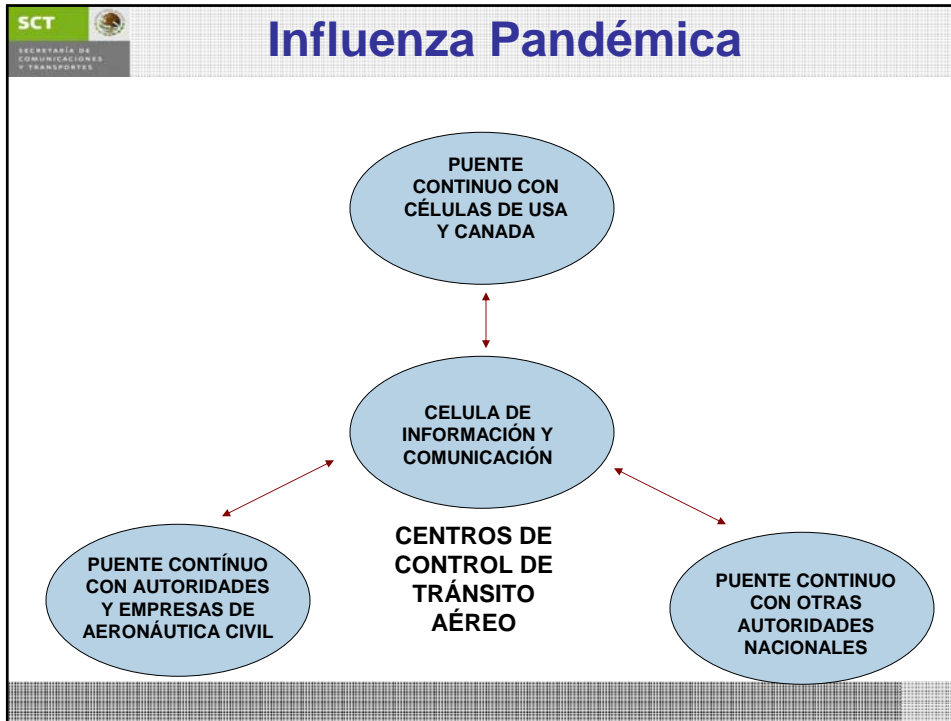 SCT
SECRETARÍA DE
COMUNICACIONES
Y TRANSPORTES
Influenza Pandémica
PUENTE
CONTINUO CON
CÉLULAS DE USA
Y CANADA
CELULA DE
INFORMACIÓN Y
COMUNICACIÓN
PUENTE CONTÍNUO
CON AUTORIDADES
Y EMPRESAS DE
AERONÁUTICA CIVIL
CENTROS DE
CONTROL DE
TRÁNSITO
AÉREO
PUENTE CONTINUO
CON OTRAS
AUTORIDADES
NACIONALES